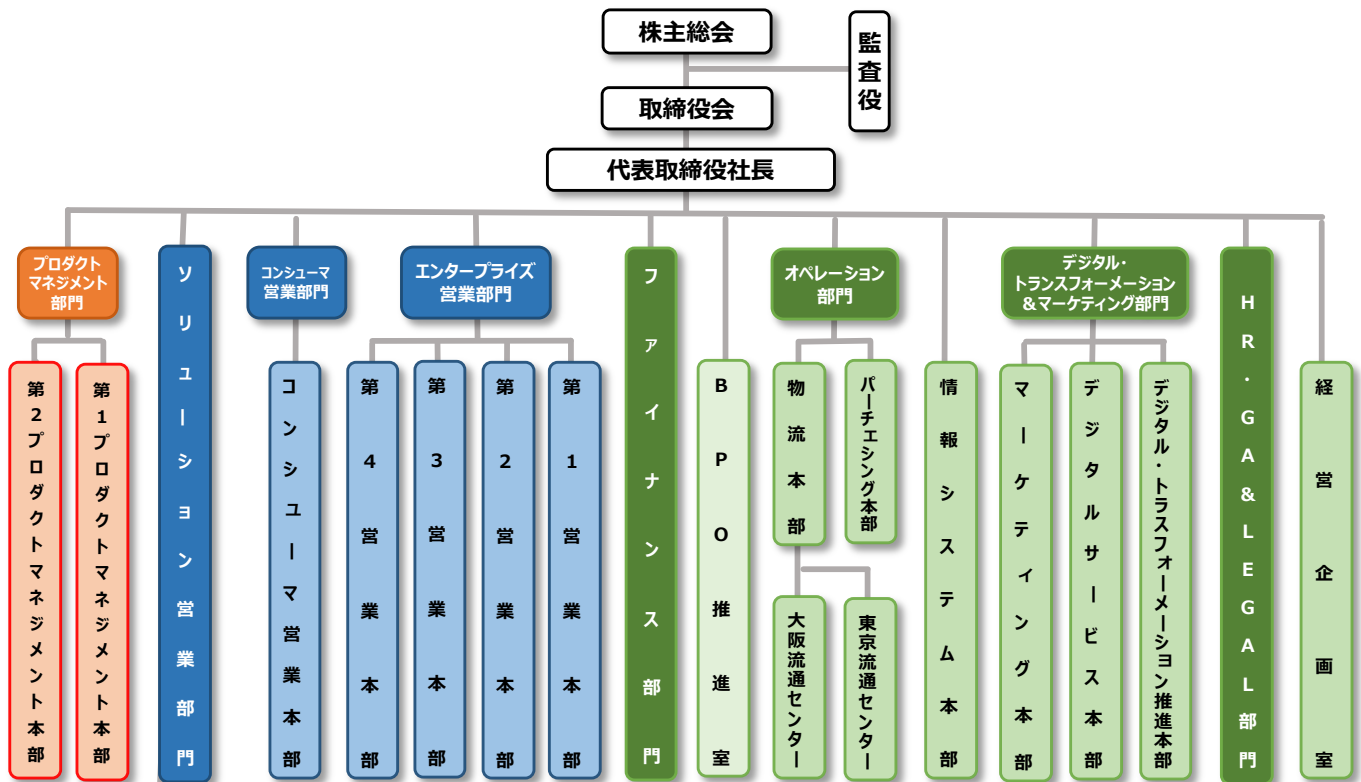 株主総会
監査役
取締役会
代表取締役社長
プロダクト
マネジメント
部門
ソリューション営業部門
コンシューマ
営業部門
エンタープライズ
営業部門
ファイナンス部門
オペレーション
部門
デジタル・
トランスフォーメーション
&マーケティング部門
HR・GA&LEGAL部門
第2プロダクトマネジメント本部
第1プロダクトマネジメント本部
コンシューマ営業本部
第4営業本部
第3営業本部
第2営業本部
第1営業本部
BPO推進室
物流本部
パーチェシング本部
情報システム本部
マーケティング本部
デジタルサービス本部
デジタル・トラスフォーメーション推進本部
経営企画室
大阪流通センター
東京流通センター